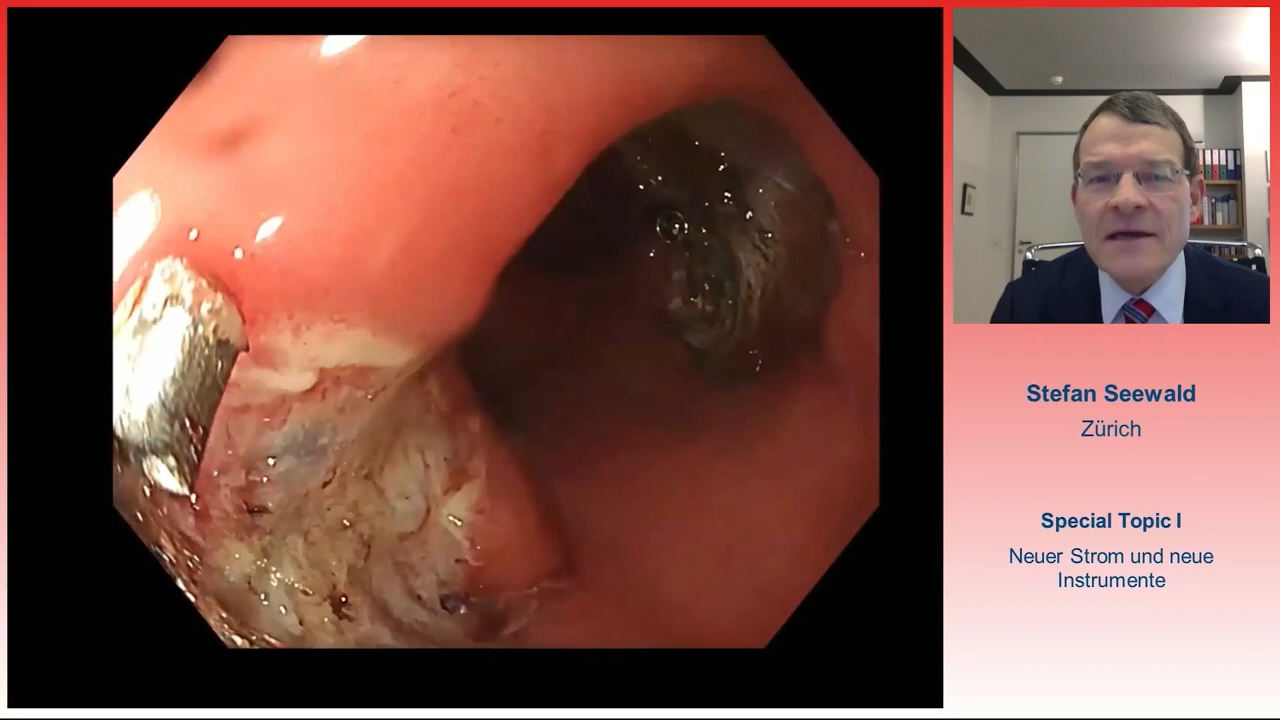 Stefan Seewald
Zürich
Special Topic I
Neuer Strom und neue
Instrumente